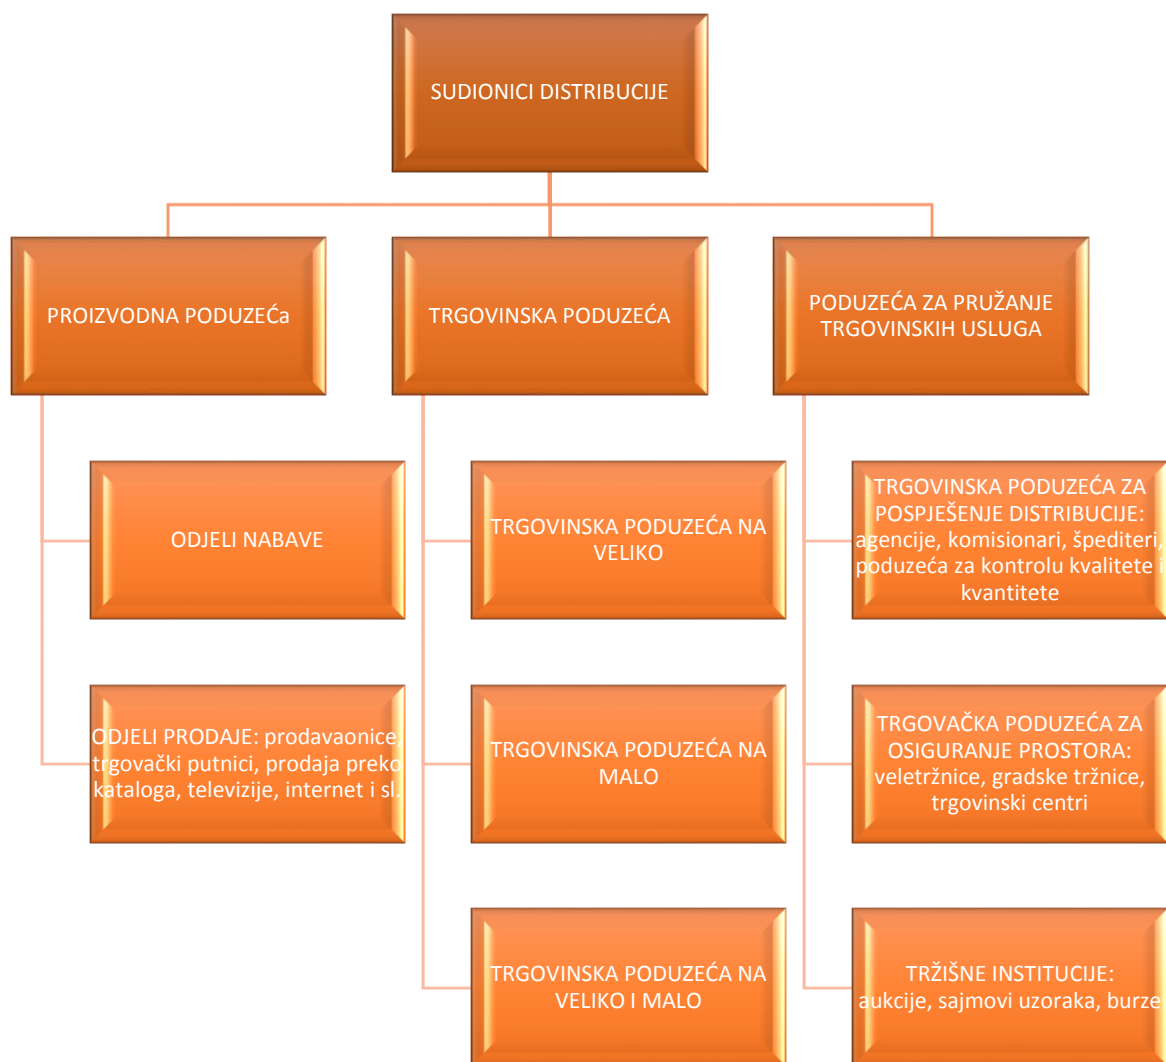 SUDIONICI DISTRIBUCIJE
PROIZVODNA PODUZEĆa
TRGOVINSKA PODUZEĆA
PODUZEĆA ZA PRUŽANJE
TRGOVINSKIH USLUGA
ODJELI NABAVE
ODJELI PRODAJE: prodavaonice,
trgovački putnici, prodaja preko
kataloga, televizije, internet i sl.
TRGOVINSKA PODUZEĆA NA
VELIKO
TRGOVINSKA PODUZEĆA NA
MALO
TRGOVINSKA PODUZEĆA NA
VELIKO I MALO
TRGOVINSKA PODUZEĆA ZA
POSPJEŠENJE DISTRIBUCIJE:
agencije, komisionari, špediteri,
poduzeća za kontrolu kvalitete i
kvantitete
TRGOVAČKA PODUZEĆA ZA
OSIGURANJE PROSTORA:
veletržnice, gradske tržnice,
trgovinski centri
TRŽIŠNE INSTITUCIJE:
aukcije, sajmovi uzoraka, burze